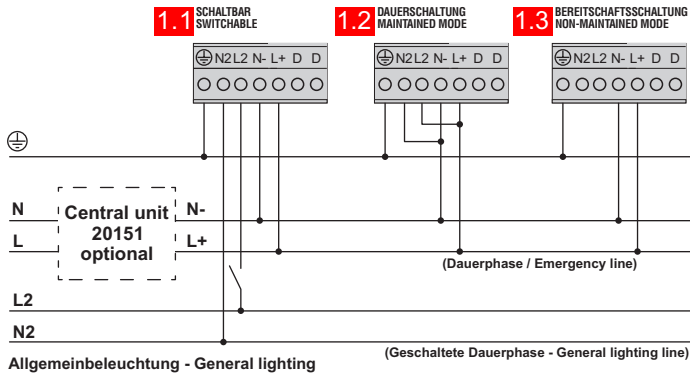 1.1 SCHALTBAR
SWITCHABLE
1.2 DAUERSCHALTUNG
MAINTAINED MODE
1.3 BEREITSCHAFTSSCHALTUNG
NON-MAINTAINED MODE
N2 L2 N- L+ D D
N2 L2 N- L+ D D
N2 L2 N- L+ D D
N
Central unit
20151
optional
N-
L
L+
(Dauerphase / Emergency line)
L2
N2
(Geschaltete Dauerphase - General lighting line)
Allgemeinbeleuchtung - General lighting